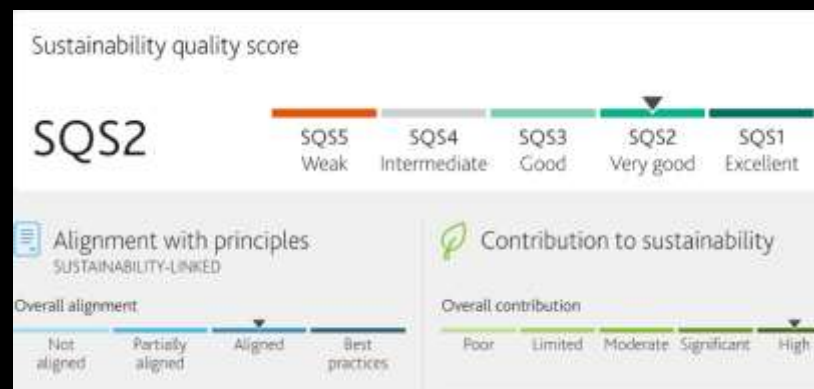 Sustainability quality score
SQS2
SQS5 SQS4 SQS3 SQS2 SQS1
Weak Intermediate Good Very good Excellent
Alignment with principles
SUSTAINABILITY-LINKED
Overall alignment
Not aligned
Partially aligned
Aligned
Best practices
Contribution to sustainability
Overall contribution
Poor Limited Moderate Significant High